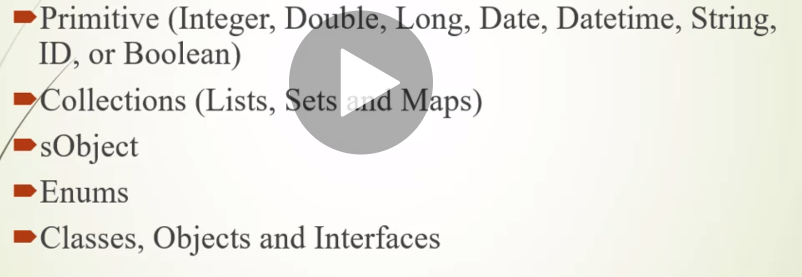 Primitive (Integer, Double, Long, Date, Datetime, String,
ID, or Boolean)
Collections (Lists, Sets and Maps)
sObject
Enums
Classes, Objects and Interfaces